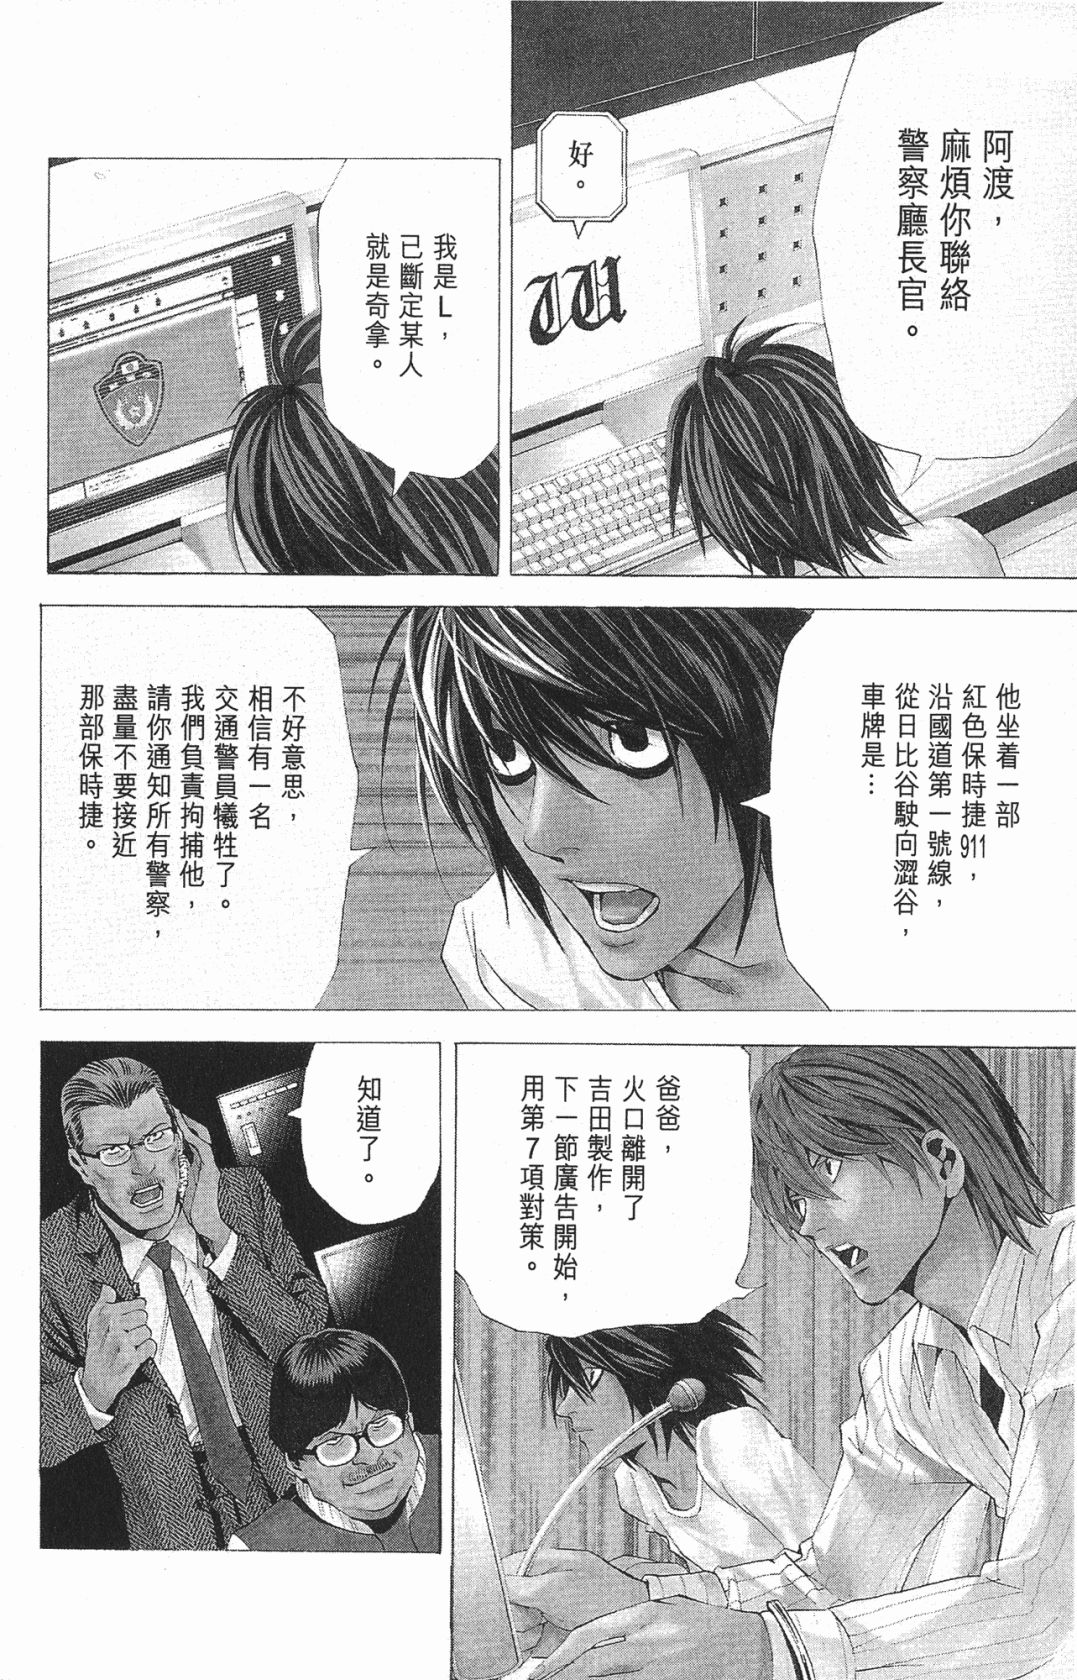 阿渡，
麻煩你聯絡
警察廳長官。
好。
W
我是L，
已斷定某人
就是奇拿。
他坐着一部
紅色保時捷911，
沿國道第一號線，
從日比谷駛向澀谷，
車牌是…
不好意思，
相信有一名
交通警員犧牲了。
我們負責拘捕他，
請你通知所有警察，
盡量不要接近
那部保時捷。
爸爸，
火口離開了
吉田製作，
下一節廣告開始，
用第7項對策。
知道了。